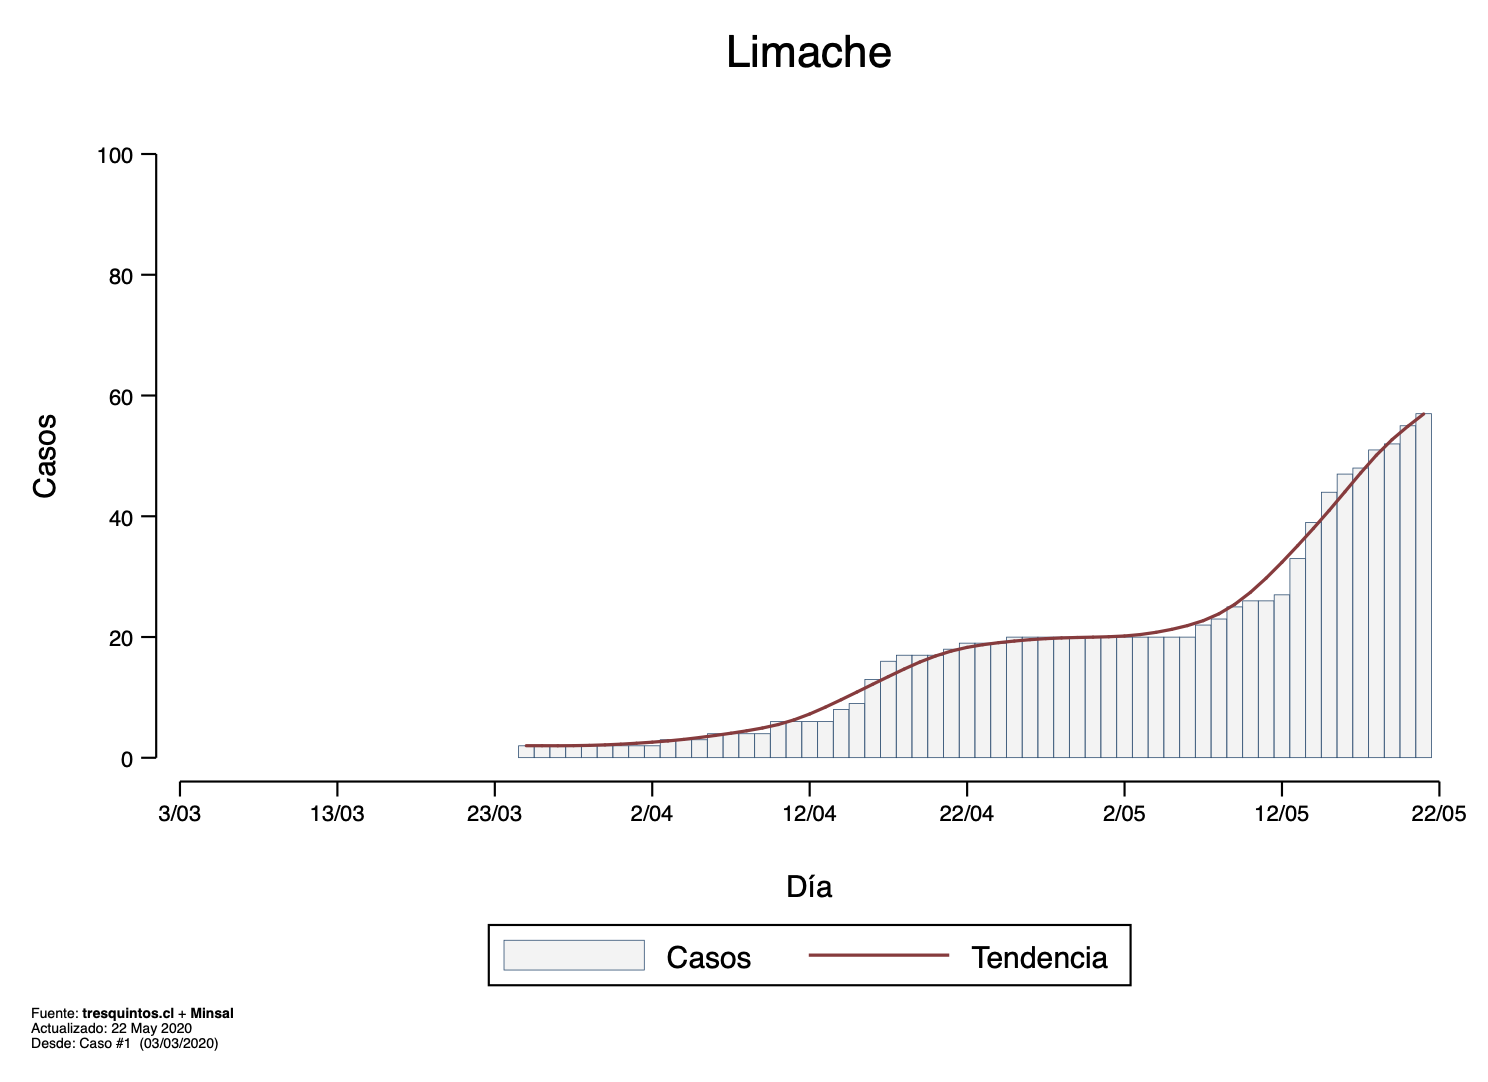 Limache
100
80
60
40
20
0
Casos
3/03 13/03 23/03 2/04 12/04 22/04 2/05 12/05 22/05
Día
Casos Tendencia
Fuente: tresquintos.cl + Minsal
Actualizado: 22 May 2020
Desde: Caso #1 (03/03/2020)